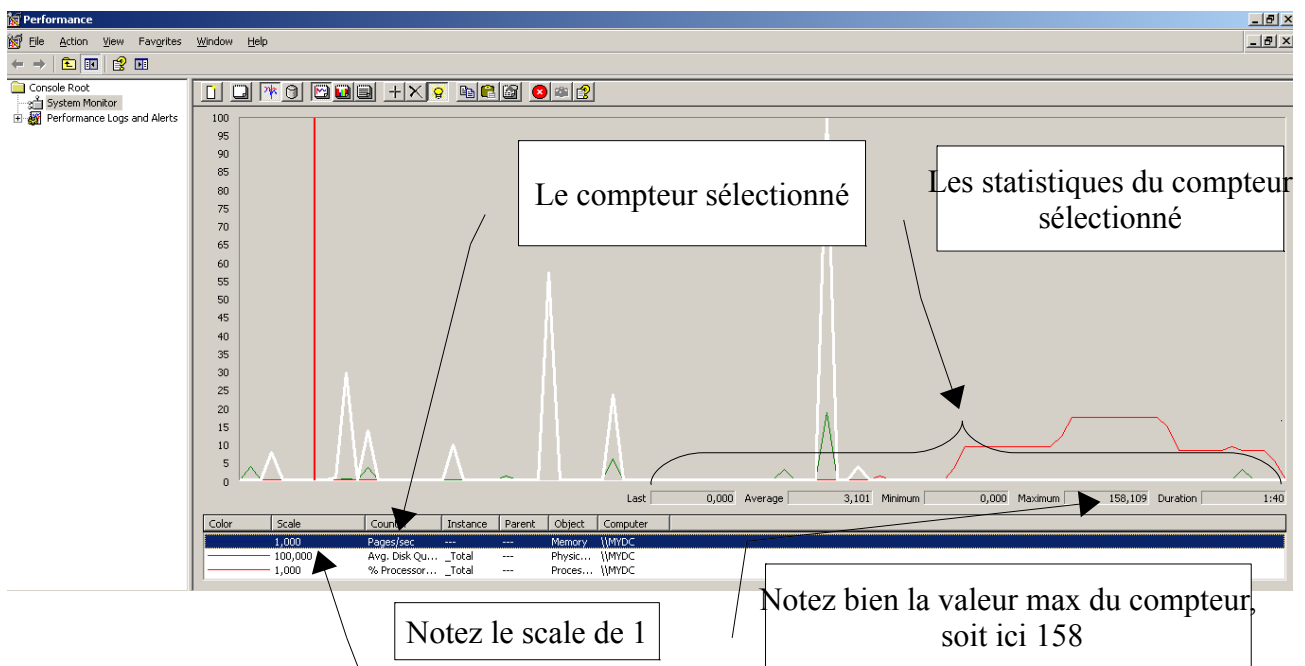 Performance
File Action View Favorites Window Help
Console Root
System Monitor
Performance Logs and Alerts
100
95
90
85
80
75
70
65
60
55
50
45
40
35
30
25
20
15
10
5
0
Le compteur sélectionné
Les statistiques du compteur
sélectionné
Last 0,000 Average 3,101 Minimum 0,000 Maximum 158,109 Duration 1:40
Color Scale Instance Parent Object Computer
1,000 Pages/sec --- --- Memory \\MYDC
100,000 Avg. Disk Qu... _Total --- Physic... \\MYDC
1,000 % Processor... _Total --- Proces... \\MYDC
Notez le scale de 1
Notez bien la valeur max du compteur,
soit ici 158